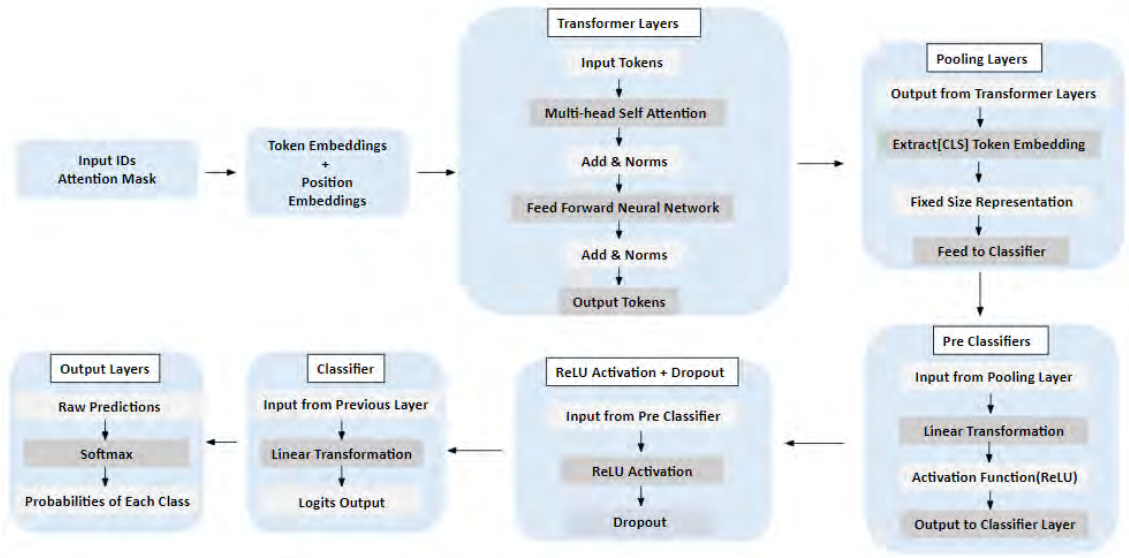 Input IDs
Attention Mask
Token Embeddings
+
Position
Embeddings
Transformer Layers
Input Tokens
Multi-head Self Attention
Add & Norms
Feed Forward Neural Network
Add & Norms
Output Tokens
Pooling Layers
Output from Transformer Layers
Extract[CLS] Token Embedding
Fixed Size Representation
Feed to Classifier
Pre Classifiers
Input from Pooling Layer
Linear Transformation
Activation Function(ReLU)
Output to Classifier Layer
ReLU Activation + Dropout
Input from Pre Classifier
ReLU Activation
Dropout
Classifier
Input from Previous Layer
Linear Transformation
Logits Output
Output Layers
Raw Predictions
Softmax
Probabilities of Each Class